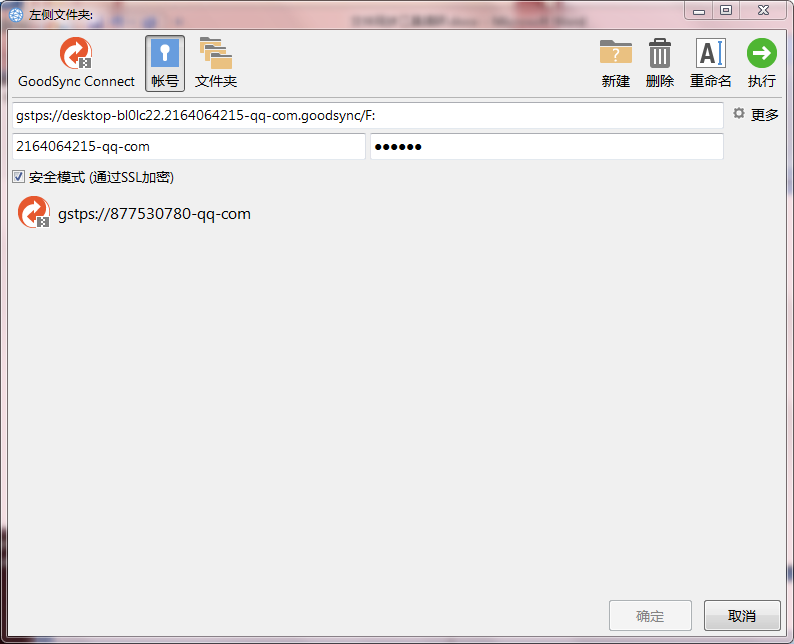 左侧文件夹:
GoodSync Connect 帐号 文件夹 新建 删除 重命名 执行
gstps://desktop-bl0lc22.2164064215-qq-com.goodsync/F: 更多
2164064215-qq-com ●●●●●●
安全模式 (通过SSL加密)
gstps://877530780-qq-com
确定 取消